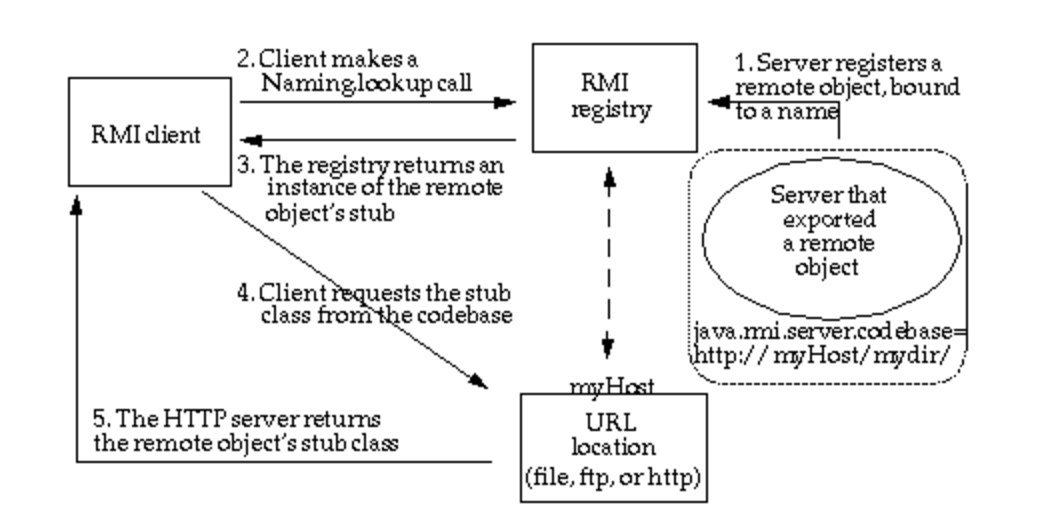 2. Client makes a
Naming.lookup call
RMI
registry
1. Server registers a
remote object, bound
to a name
RMI client
3. The registry returns an
instance of the remote
object's stub
Server that
exported
a remote
object
4. Client requests the stub
class from the codebase
java.rmi.server.codebase=
http://myHost/mydir/
myHost
5. The HTTP server returns
the remote object's stub class
URL
location
(file, ftp, or http)